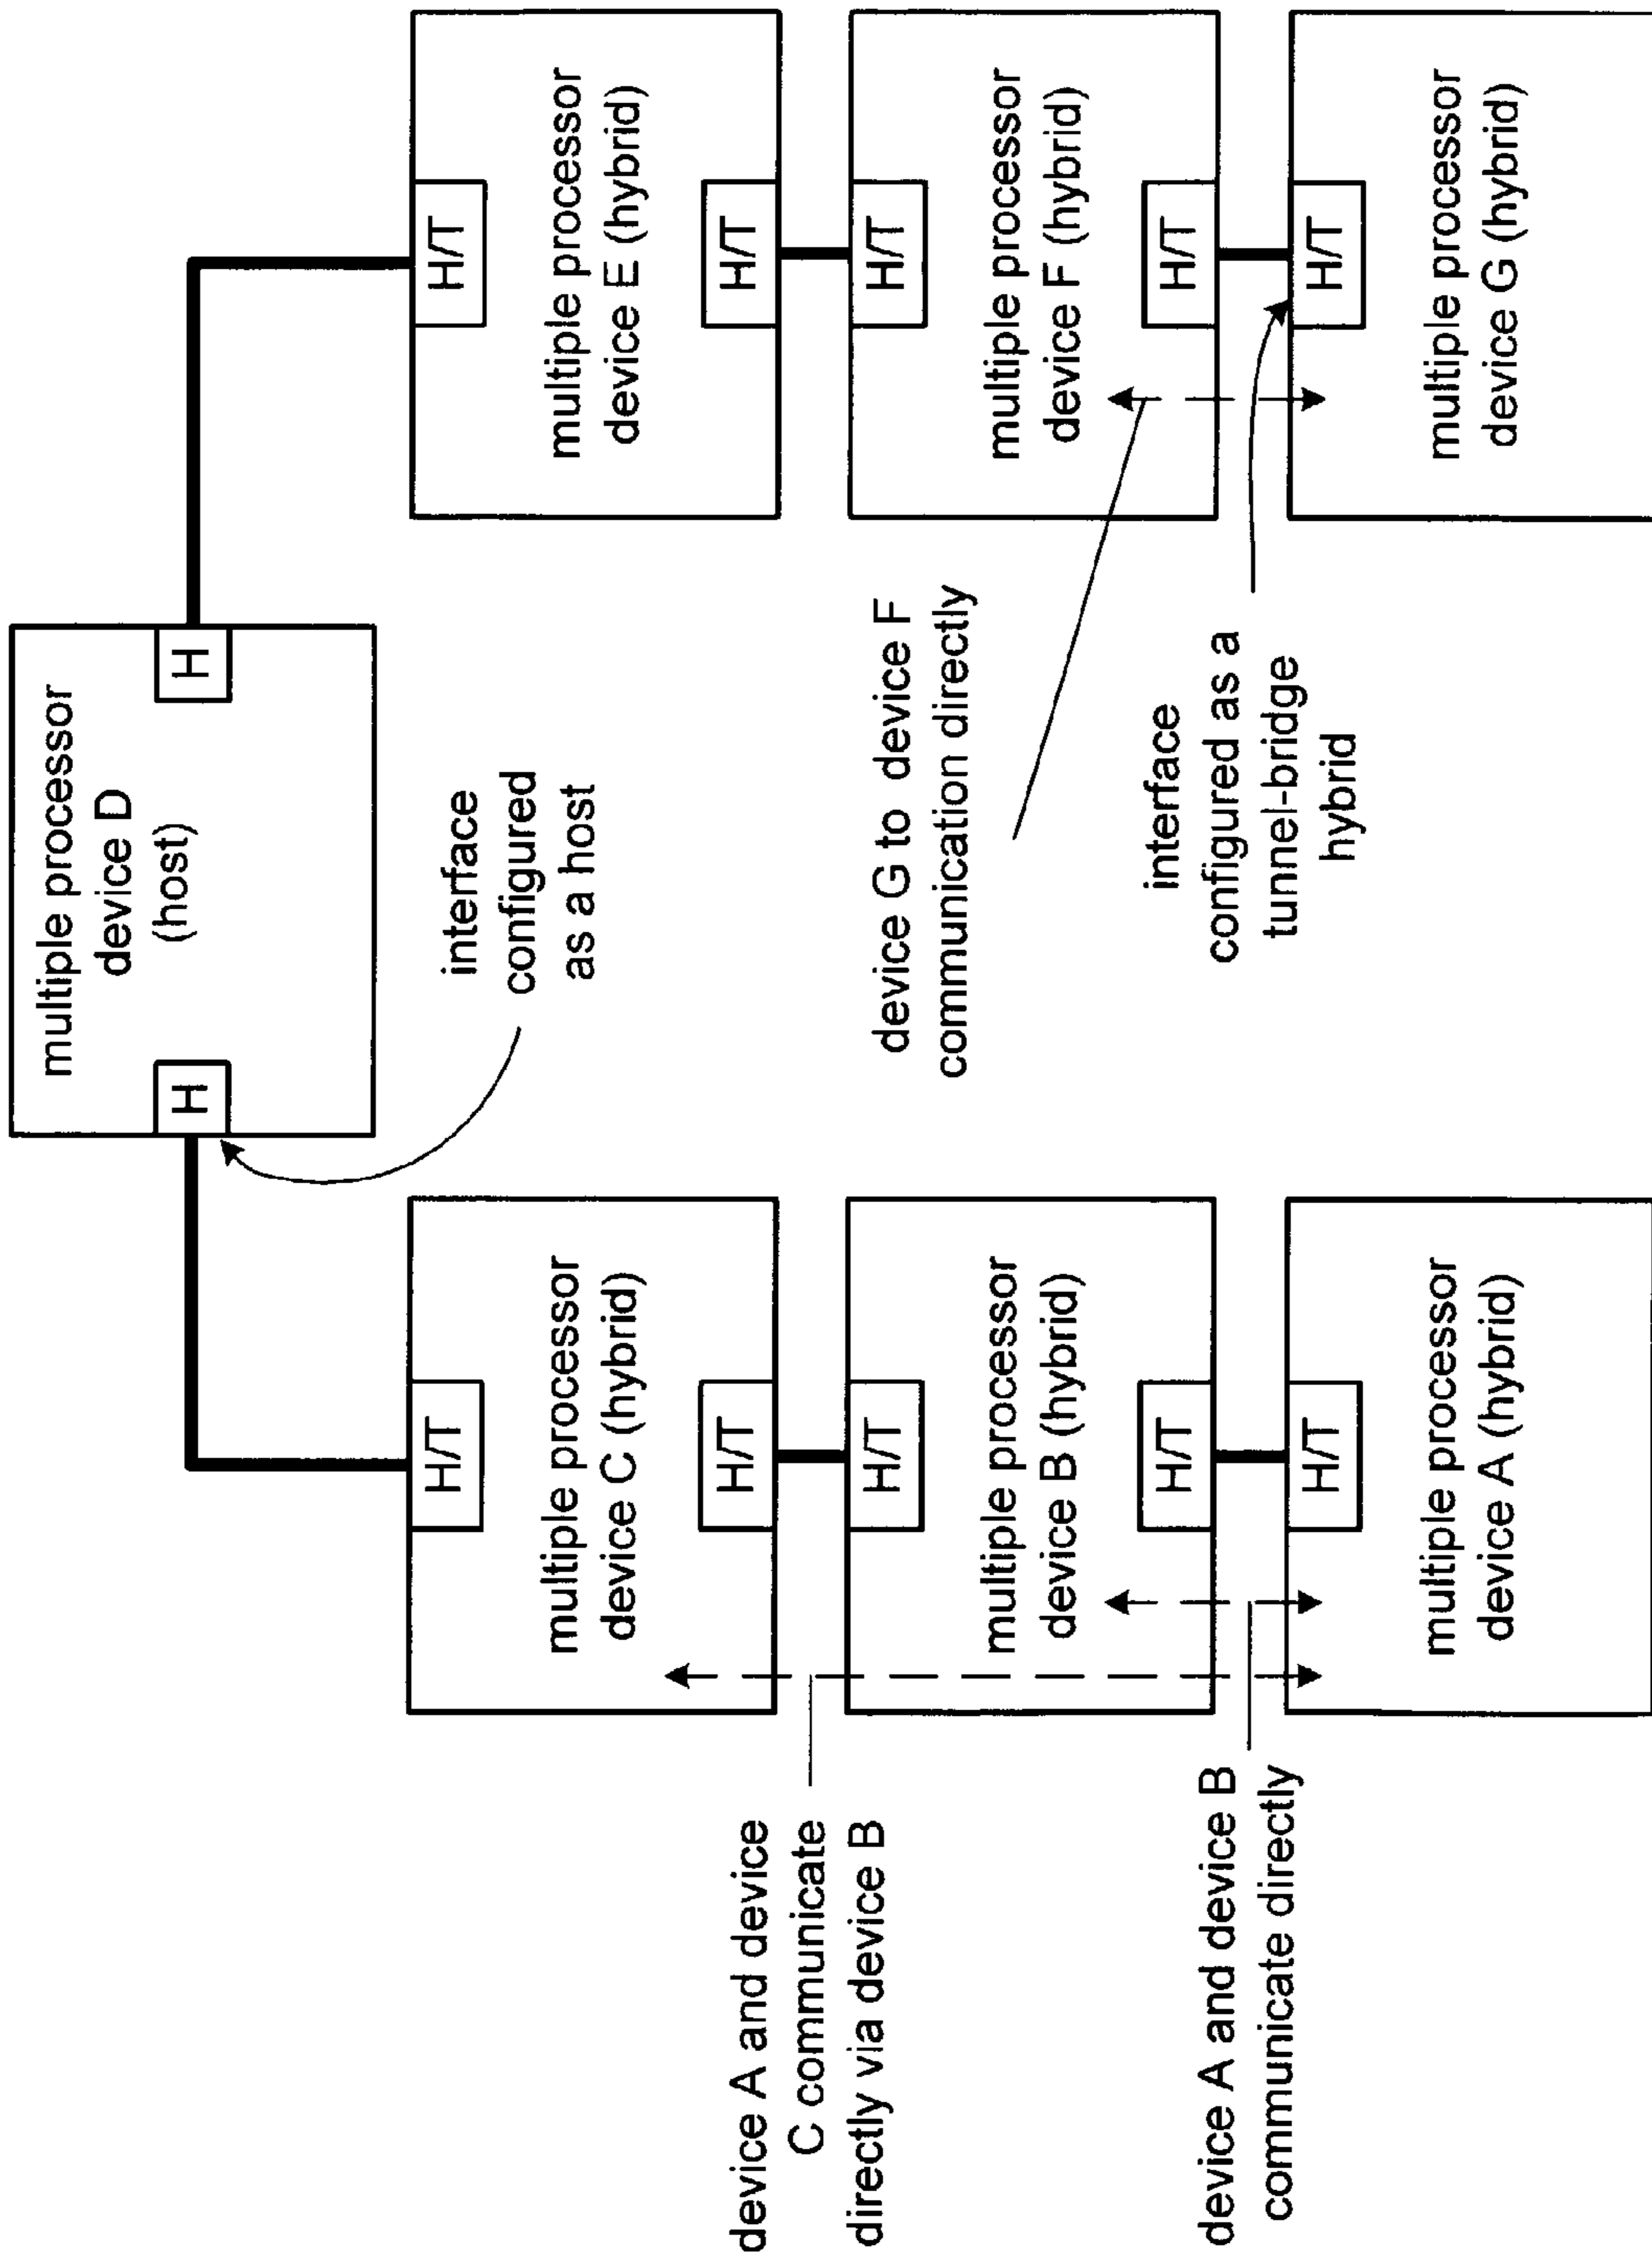 multiple processor
device D
(host)
H
H
interface
configured
as a host
H/T
multiple processor
device C (hybrid)
H/T
H/T
multiple processor
device B (hybrid)
H/T
H/T
multiple processor
device A (hybrid)
device A and device
C communicate
directly via device B
device A and device B
communicate directly
H/T
multiple processor
device E (hybrid)
H/T
H/T
multiple processor
device F (hybrid)
H/T
H/T
multiple processor
device G (hybrid)
device G to device F
communication directly
interface
configured as a
tunnel-bridge
hybrid